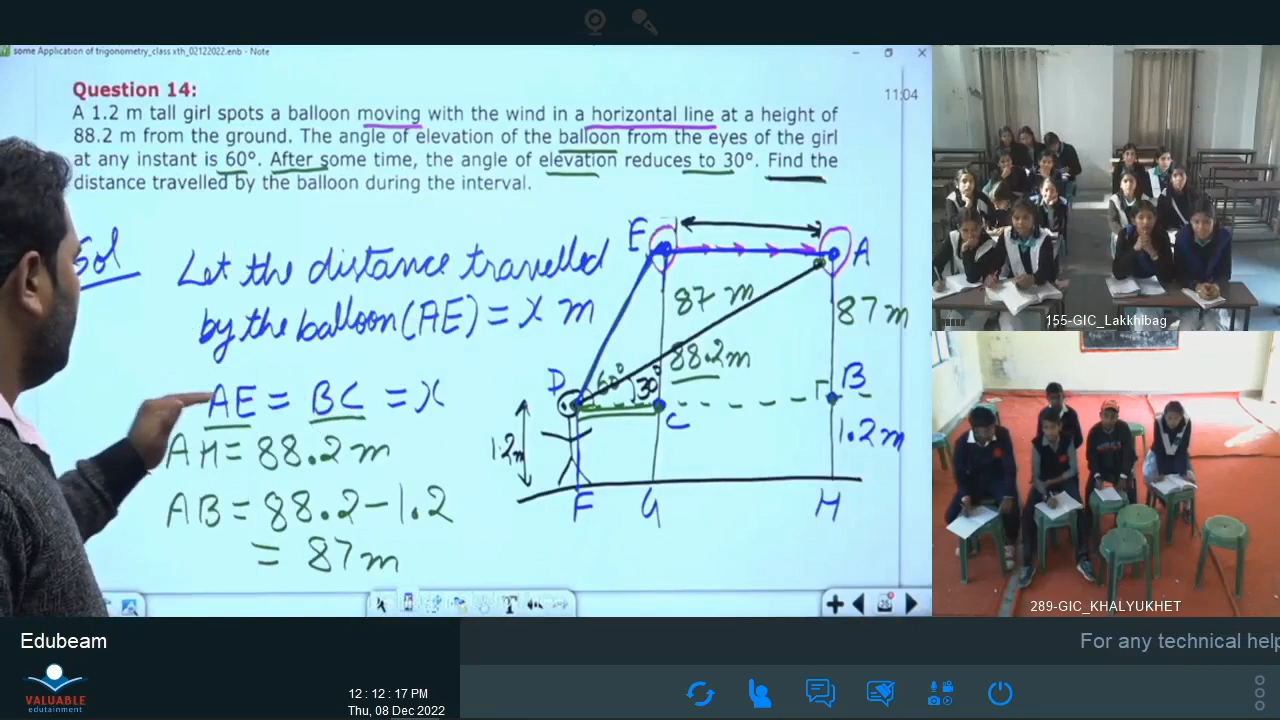 some Application of trigonometry_class xth_02122022.enb - Note
Question 14:
11:04
A 1.2 m tall girl spots a balloon moving with the wind in a horizontal line at a height of
88.2 m from the ground. The angle of elevation of the balloon from the eyes of the girl
at any instant is 60°. After some time, the angle of elevation reduces to 30°. Find the
distance travelled by the balloon during the interval.
Sol
Let the distance travelled
by the balloon (AE) = x m
AE = BC = x
AH = 88.2 m
AB = 88.2 - 1.2
= 87 m
E
A
87 m
87 m
88.2 m
D
60°
30°
B
C
1.2 m
1.2 m
F
G
H
155-GIC_Lakkhibag
289-GIC_KHALYUKHET
Edubeam
For any technical help
VALUABLE
edutainment
12 : 12 : 17 PM
Thu, 08 Dec 2022